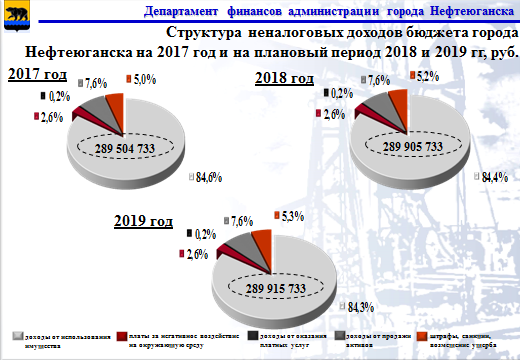 Департамент финансов администрации города Нефтеюганска
Структура неналоговых доходов бюджета города
Нефтеюганска на 2017 год и на плановый период 2018 и 2019 гг, руб.
2017 год
7,6%
5,0%
0,2%
2,6%
289 504 733
84,6%
2018 год
7,6%
5,2%
0,2%
2,6%
289 905 733
84,4%
2019 год
7,6%
5,3%
0,2%
2,6%
289 915 733
84,3%
доходы от использования
имущества
платы за негативное воздействие
на окружающую среду
доходы от оказания
платных услуг
доходы от продажи
активов
штрафы, санкции,
возмещение ущерба